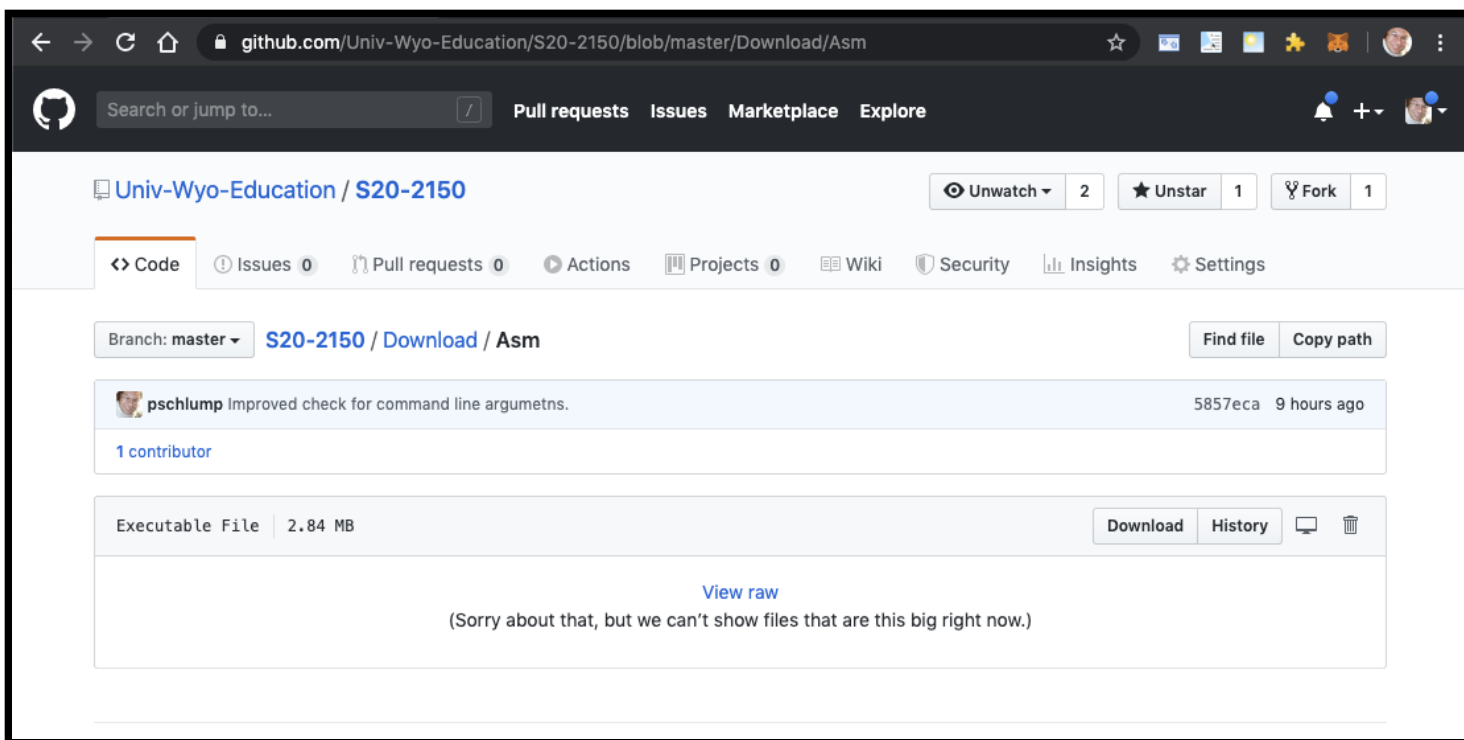 github.com/Univ-Wyo-Education/S20-2150/blob/master/Download/Asm
Search or jump to... / Pull requests Issues Marketplace Explore
Univ-Wyo-Education / S20-2150 Unwatch 2 Unstar 1 Fork 1
Code Issues 0 Pull requests 0 Actions Projects 0 Wiki Security Insights Settings
Branch: master S20-2150 / Download / Asm Find file Copy path
pschlump Improved check for command line argumetns. 5857eca 9 hours ago
1 contributor
Executable File 2.84 MB Download History
View raw
(Sorry about that, but we can’t show files that are this big right now.)